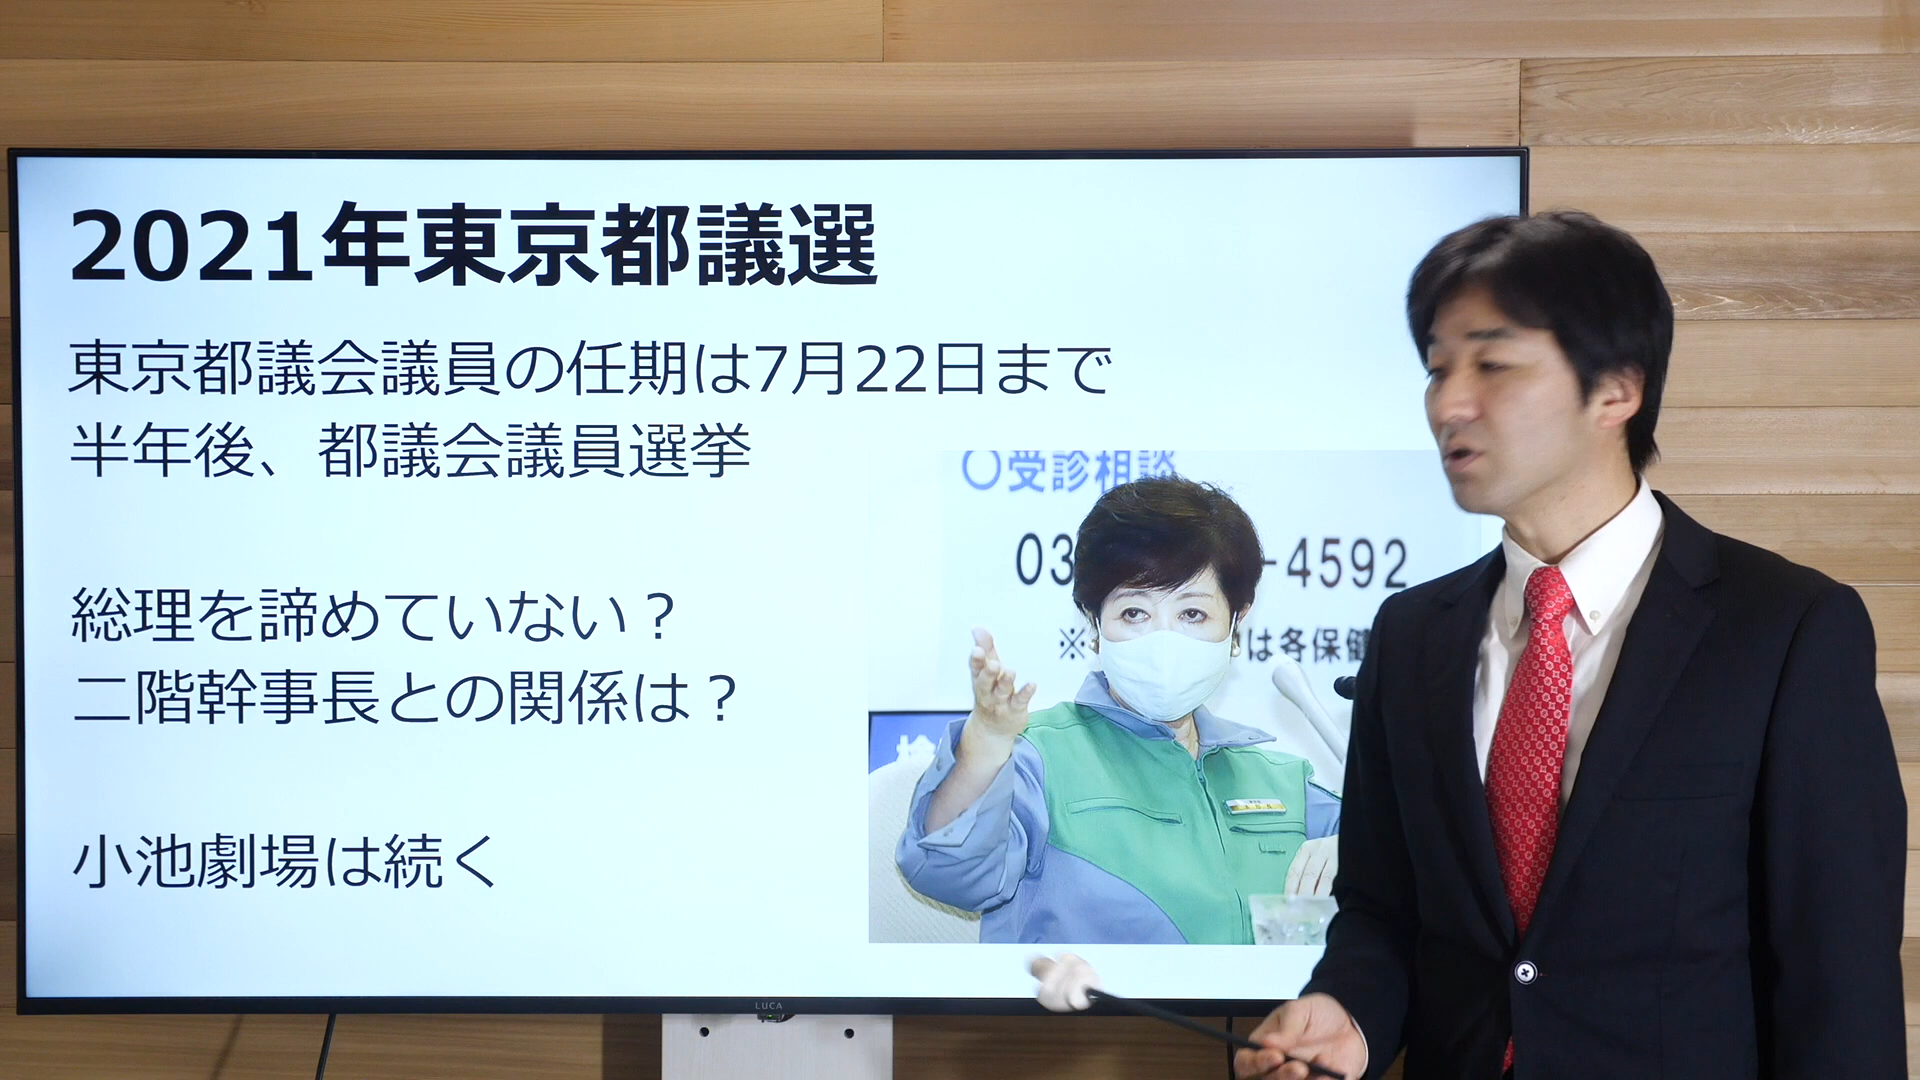 2021年東京都議選
東京都議会議員の任期は7月22日まで
半年後、都議会議員選挙
総理を諦めていない？
二階幹事長との関係は？
小池劇場は続く
〇受診相談
03
-4592
※
は各保健
LUCA